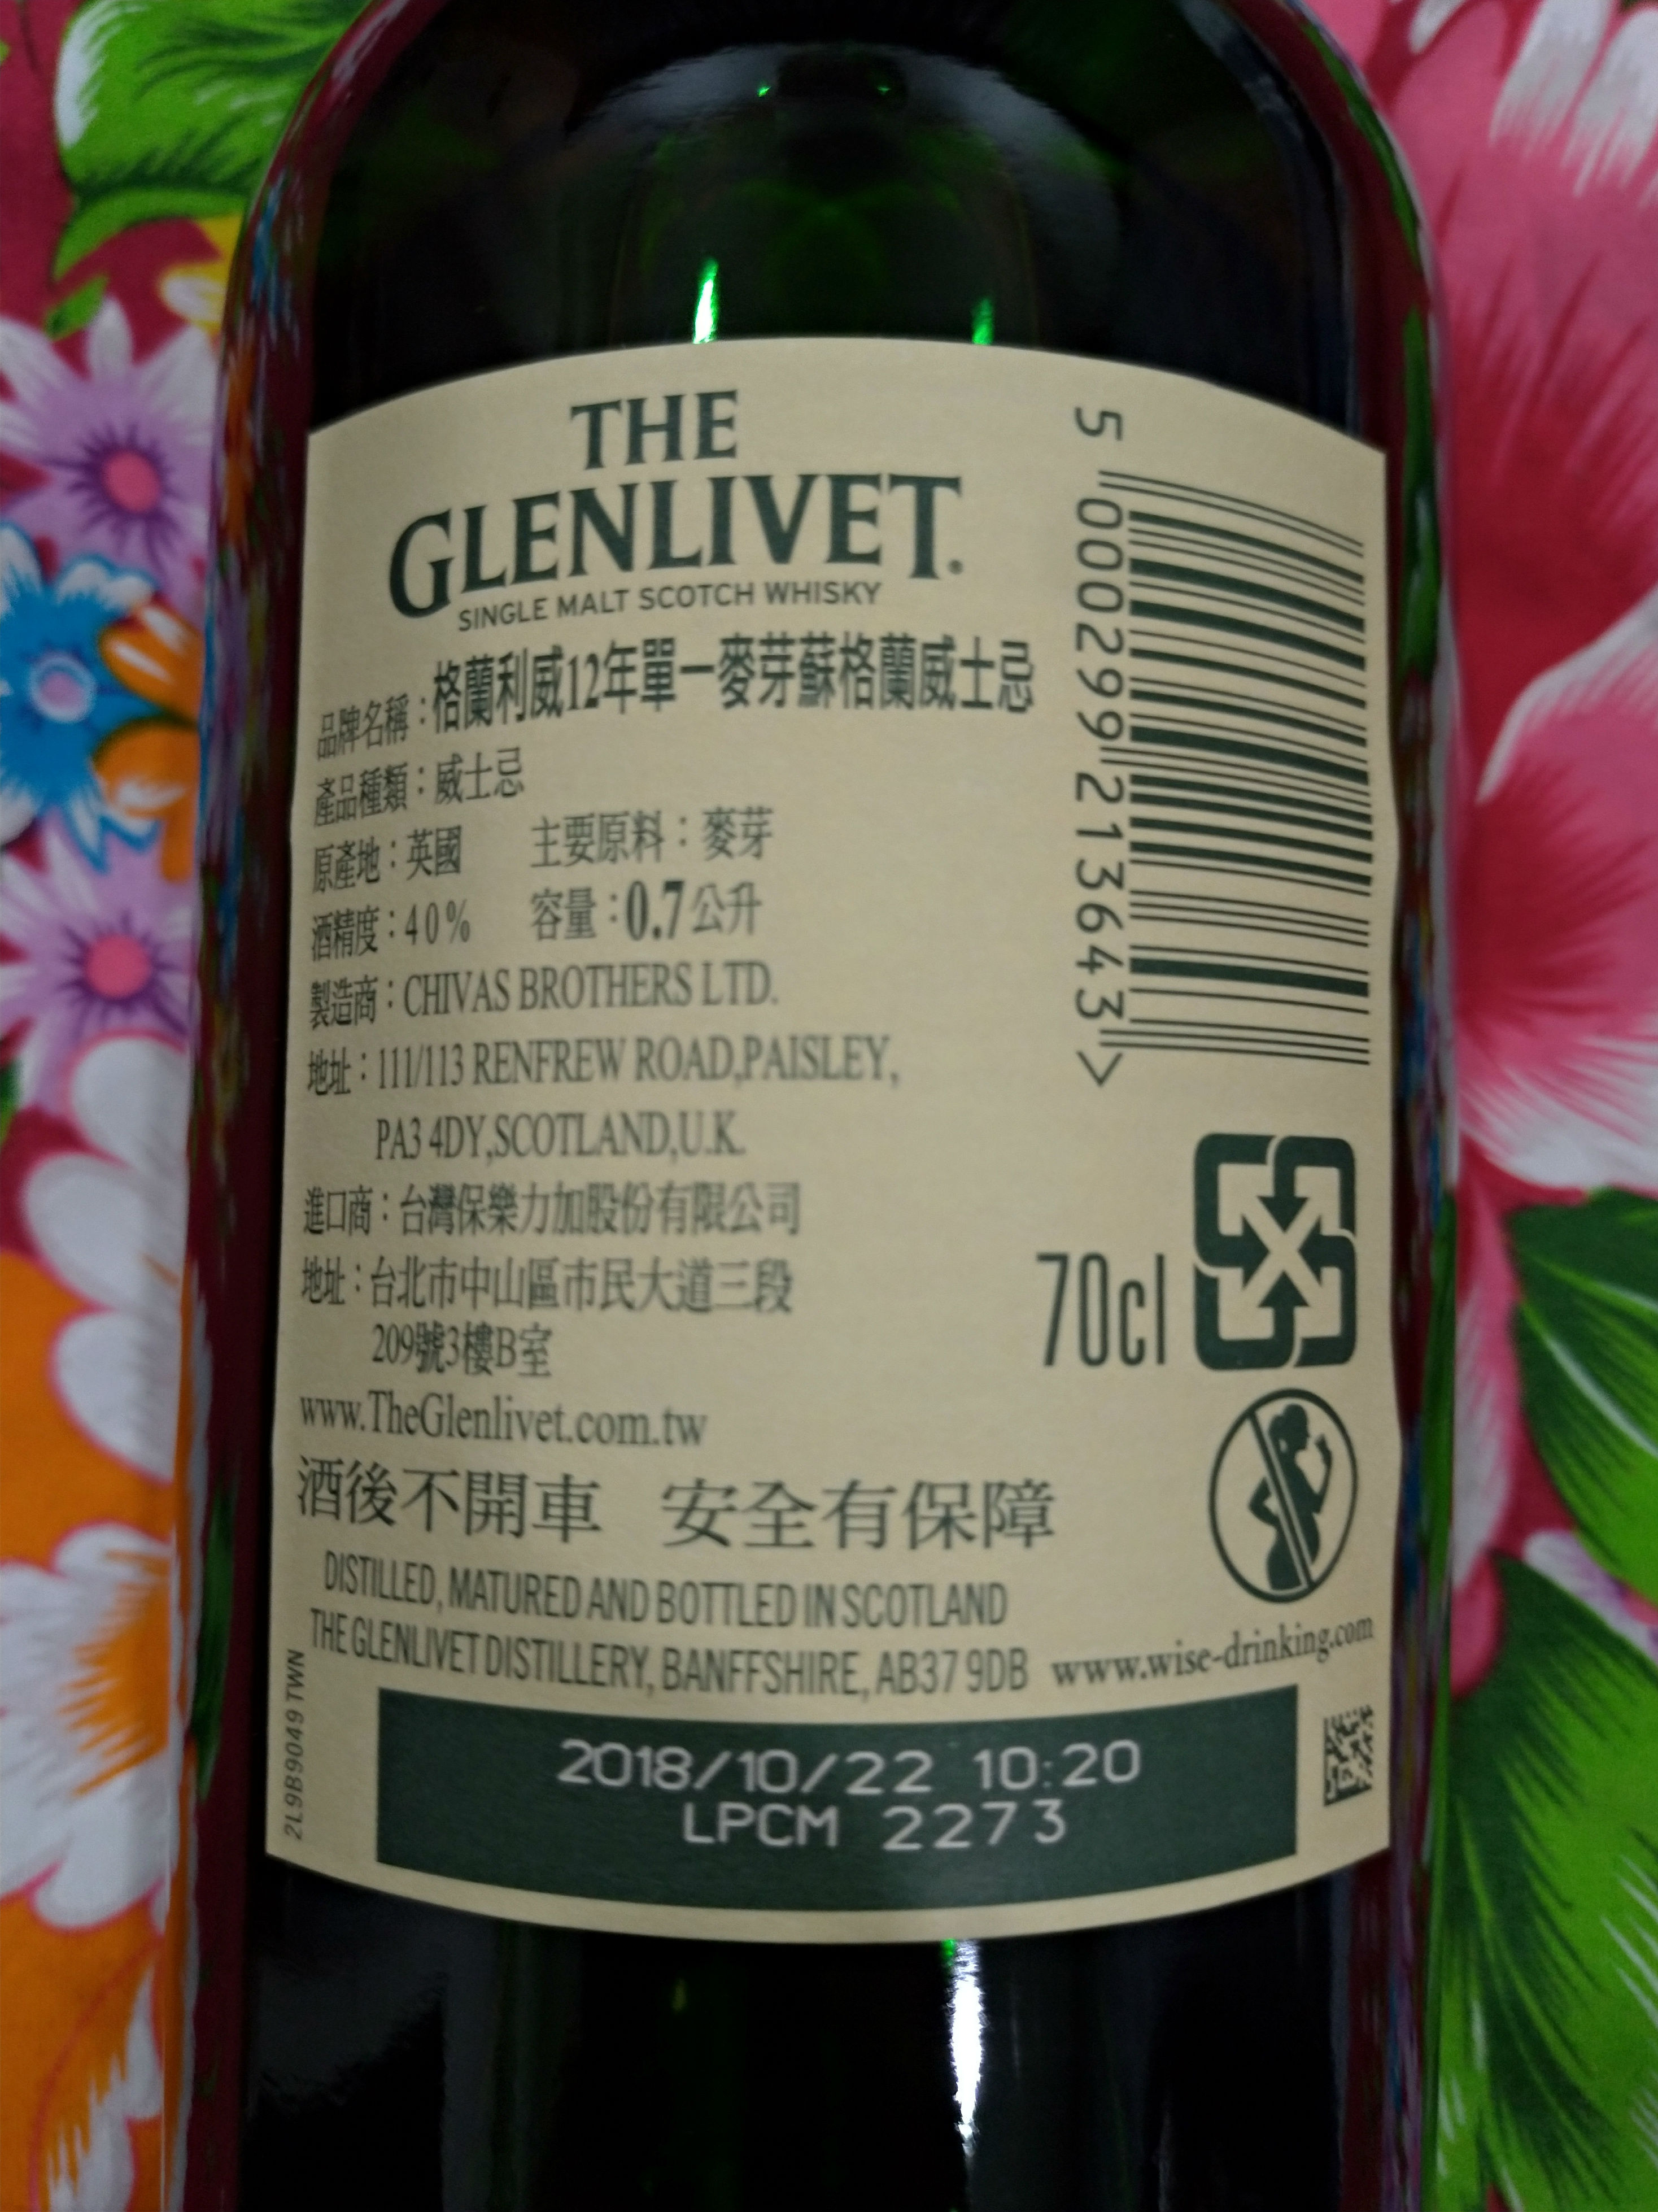 THE
GLENLIVET.
SINGLE MALT SCOTCH WHISKY
品牌名稱：格蘭利威12年單一麥芽蘇格蘭威士忌
產品種類：威士忌
原產地：英國 主要原料：麥芽
酒精度：40% 容量：0.7公升
製造商：CHIVAS BROTHERS LTD.
地址：111/113 RENFREW ROAD,PAISLEY,
PA3 4DY,SCOTLAND,U.K.
進口商：台灣保樂力加股份有限公司
地址：台北市中山區市民大道三段
209號3樓B室
www.TheGlenlivet.com.tw
酒後不開車 安全有保障
DISTILLED, MATURED AND BOTTLED IN SCOTLAND
THE GLENLIVET DISTILLERY, BANFFSHIRE, AB37 9DB
5 000299 213643 >
70cl
www.wise-drinking.com
2L9B9049 TWN
2018/10/22 10:20
LPCM 2273